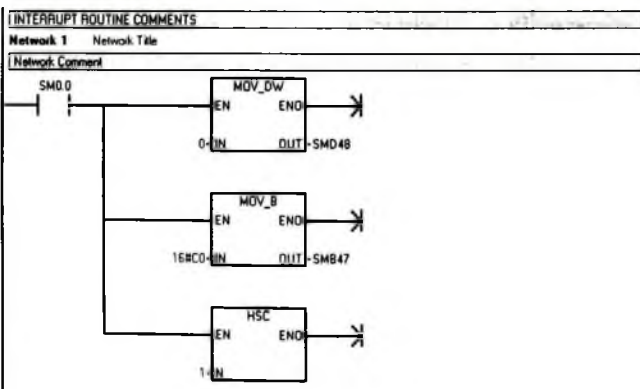 INTERRUPT ROUTINE COMMENTS
Network 1 Network Title
Network Comment
SM0.0
MOV_DW
EN ENO
0 IN OUT SMD48
MOV_B
EN ENO
16#C0 IN OUT SMB47
HSC
EN ENO
1 N